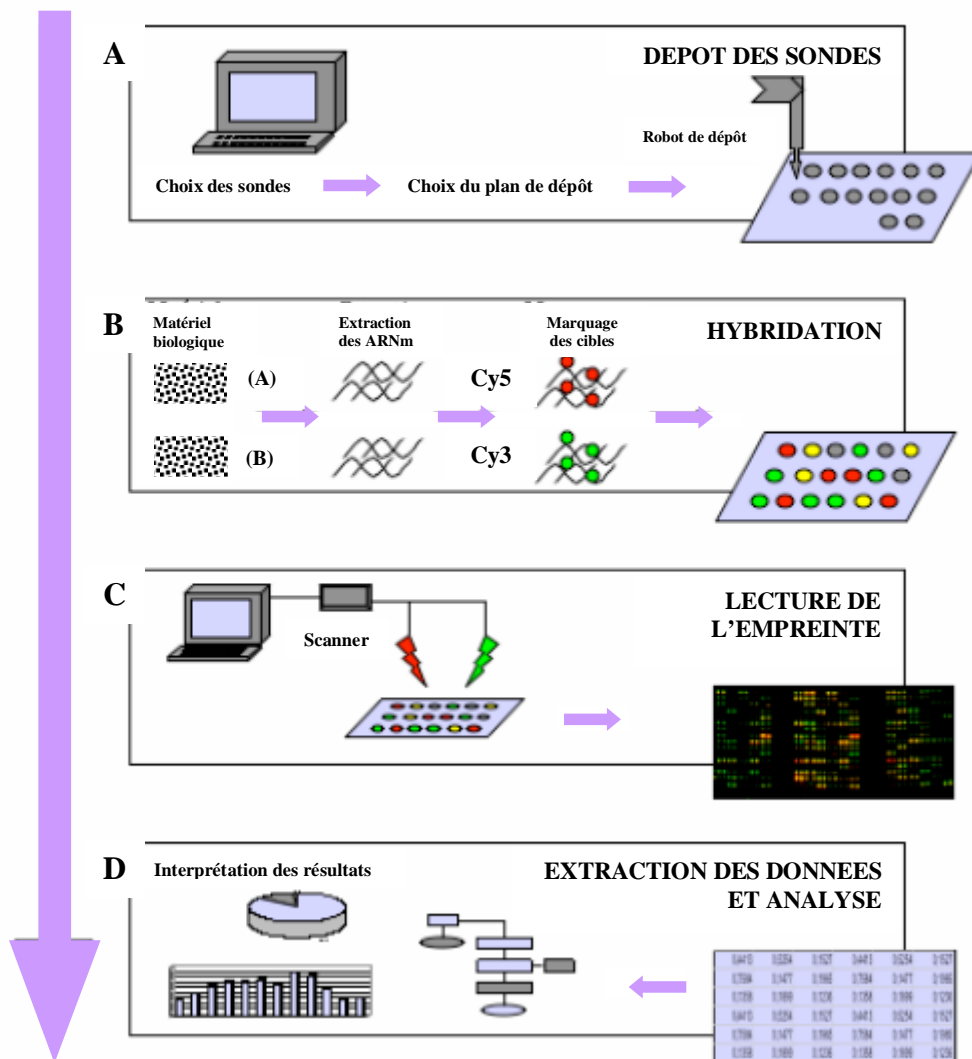 A
DEPOT DES SONDES
Robot de dépôt
Choix des sondes
Choix du plan de dépôt
B
HYBRIDATION
Matériel
biologique
Extraction
des ARNm
Marquage
des cibles
(A)
Cy5
(B)
Cy3
C
LECTURE DE
L'EMPREINTE
Scanner
D
EXTRACTION DES DONNEES
ET ANALYSE
Interprétation des résultats